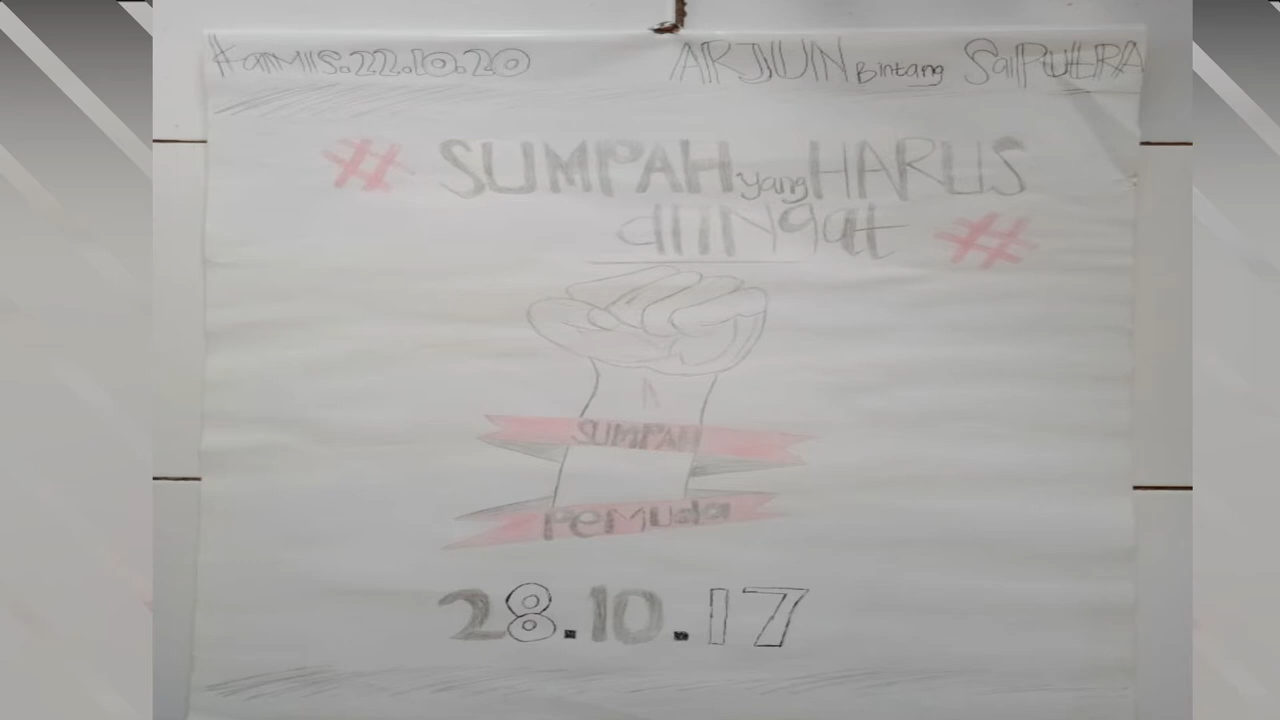 Kamis.22.10.20
ARJUN Bintang SaPUtRA
## SUMPAH yang HARUS
diINgat ##
SUMPAH
PeMUda
28.10.17